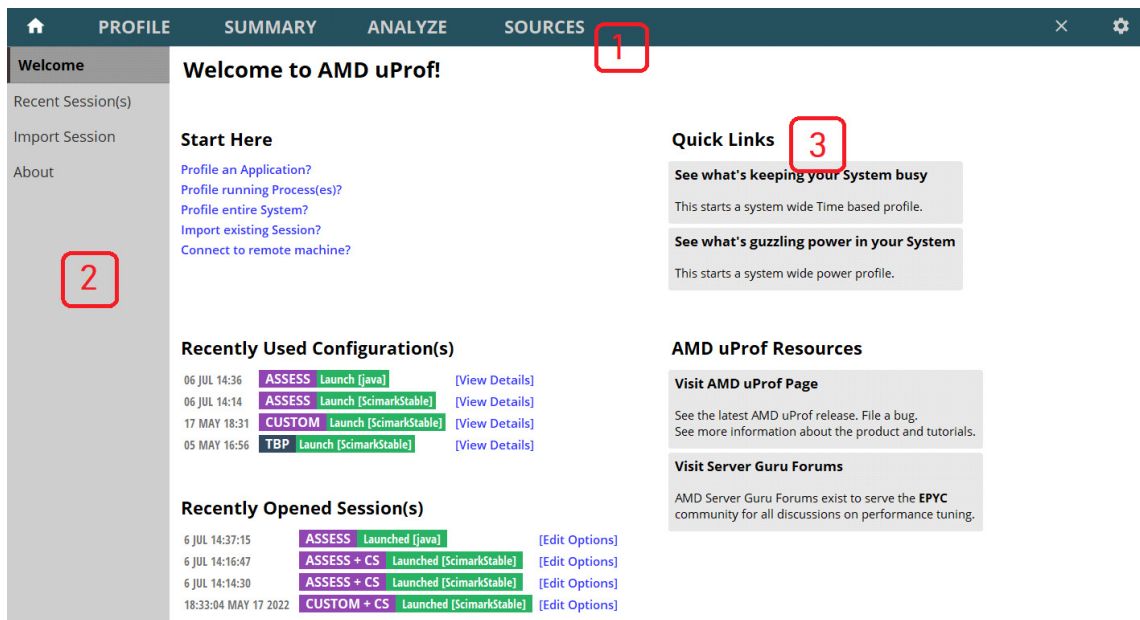 PROFILE SUMMARY ANALYZE SOURCES
1
Welcome
Recent Session(s)
Import Session
About
2
Welcome to AMD uProf!
Start Here
Profile an Application?
Profile running Process(es)?
Profile entire System?
Import existing Session?
Connect to remote machine?
Quick Links
3
See what's keeping your System busy
This starts a system wide Time based profile.
See what's guzzling power in your System
This starts a system wide power profile.
Recently Used Configuration(s)
06 JUL 14:36 ASSESS Launch [java] [View Details]
06 JUL 14:14 ASSESS Launch [ScimarkStable] [View Details]
17 MAY 18:31 CUSTOM Launch [ScimarkStable] [View Details]
05 MAY 16:56 TBP Launch [ScimarkStable] [View Details]
AMD uProf Resources
Visit AMD uProf Page
See the latest AMD uProf release. File a bug.
See more information about the product and tutorials.
Visit Server Guru Forums
AMD Server Guru Forums exist to serve the EPYC
community for all discussions on performance tuning.
Recently Opened Session(s)
6 JUL 14:37:15 ASSESS Launched [java] [Edit Options]
6 JUL 14:16:47 ASSESS + CS Launched [ScimarkStable] [Edit Options]
6 JUL 14:14:30 ASSESS + CS Launched [ScimarkStable] [Edit Options]
18:33:04 MAY 17 2022 CUSTOM + CS Launched [ScimarkStable] [Edit Options]